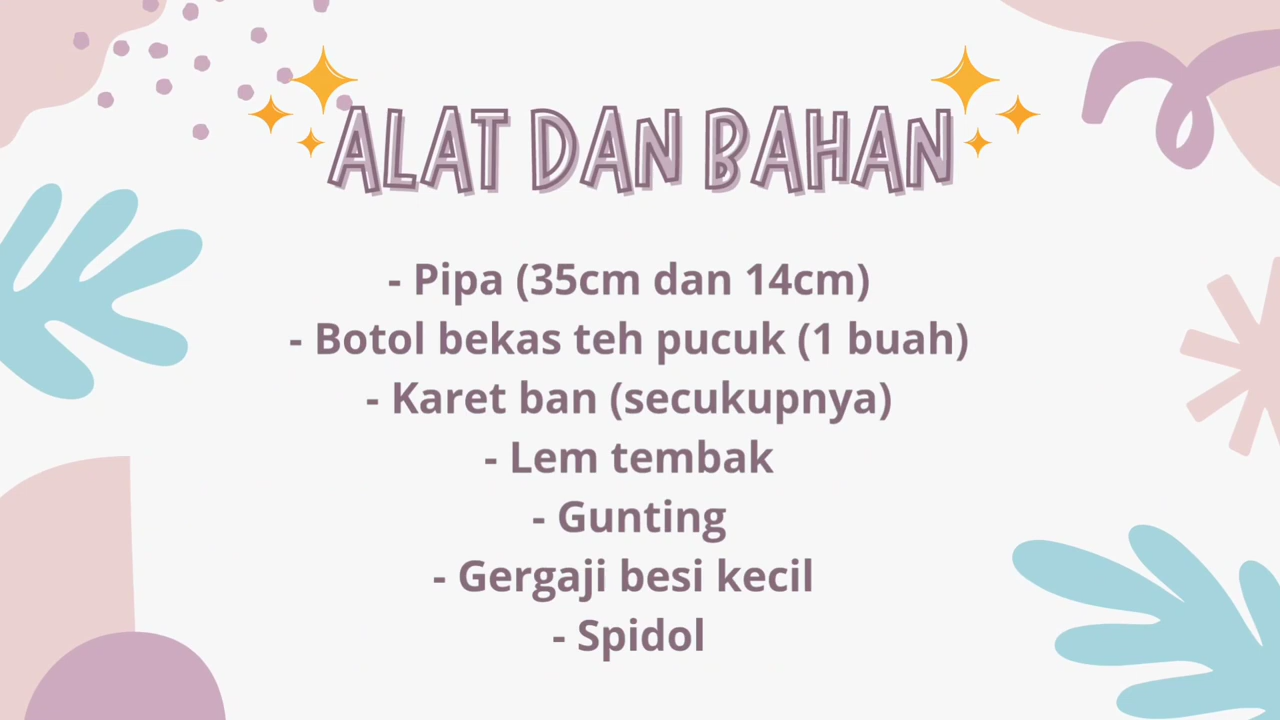 ALAT DAN BAHAN
- Pipa (35cm dan 14cm)
- Botol bekas teh pucuk (1 buah)
- Karet ban (secukupnya)
- Lem tembak
- Gunting
- Gergaji besi kecil
- Spidol